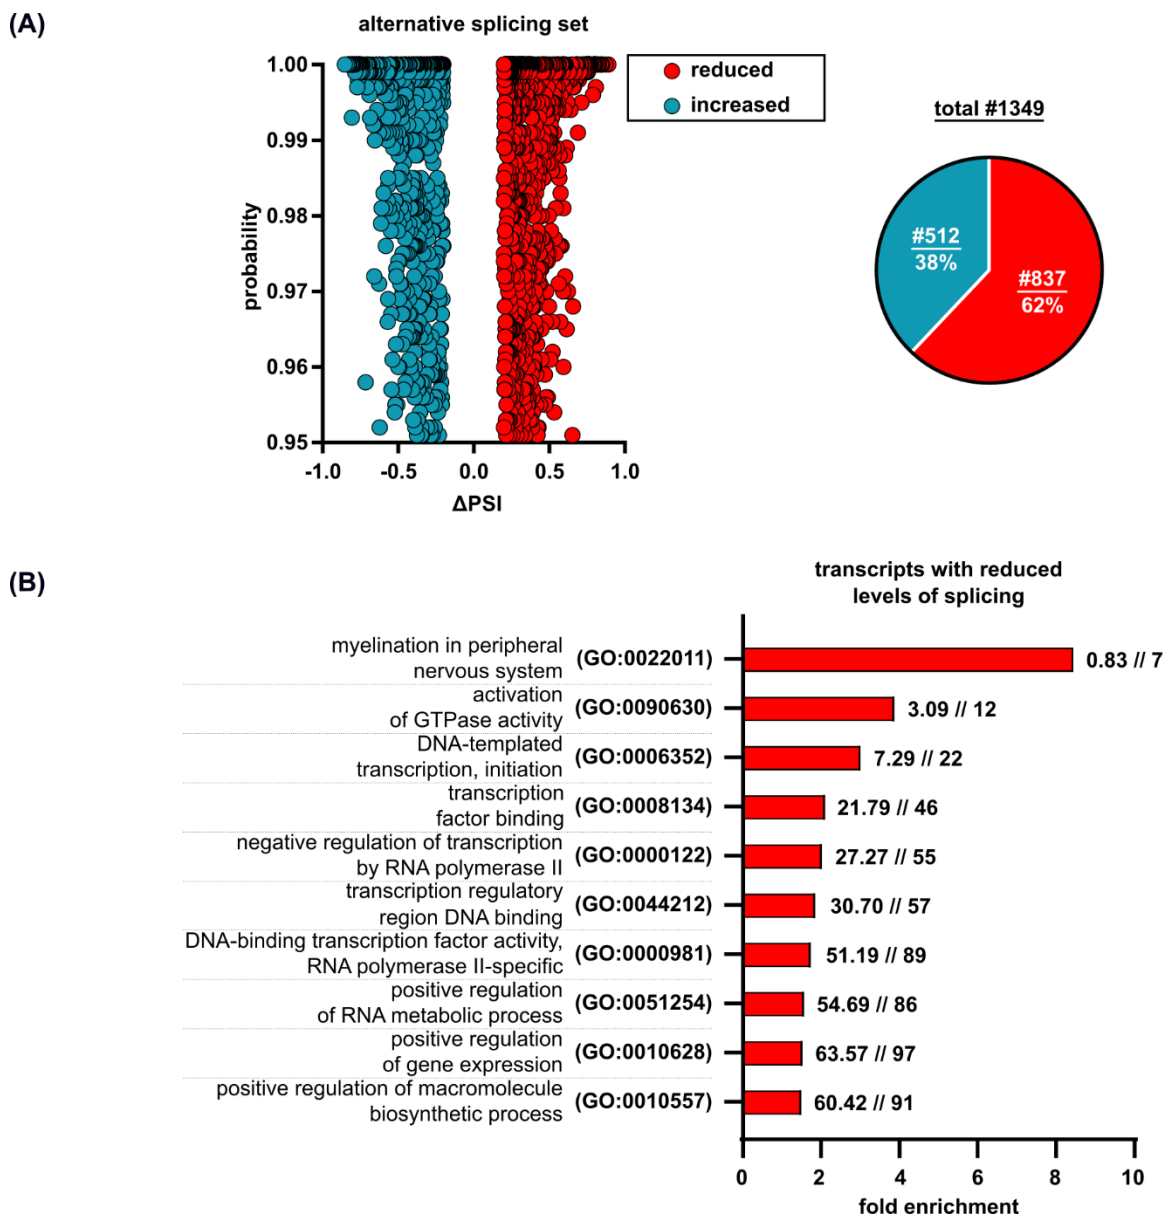 (A)
alternative splicing set
1.00
0.99
0.98
0.97
0.96
0.95
probability
-1.0
-0.5
0.0
0.5
1.0
ΔPSI
reduced
increased
total #1349
#512
38%
#837
62%
(B)
transcripts with reduced
levels of splicing
myelination in peripheral
nervous system
(GO:0022011)
0.83 // 7
activation
of GTPase activity
(GO:0090630)
3.09 // 12
DNA-templated
transcription, initiation
(GO:0006352)
7.29 // 22
transcription
factor binding
(GO:0008134)
21.79 // 46
negative regulation of transcription
by RNA polymerase II
(GO:0000122)
27.27 // 55
transcription regulatory
region DNA binding
(GO:0044212)
30.70 // 57
DNA-binding transcription factor activity,
RNA polymerase II-specific
(GO:0000981)
51.19 // 89
positive regulation
of RNA metabolic process
(GO:0051254)
54.69 // 86
positive regulation
of gene expression
(GO:0010628)
63.57 // 97
positive regulation of macromolecule
biosynthetic process
(GO:0010557)
60.42 // 91
0
2
4
6
8
10
fold enrichment